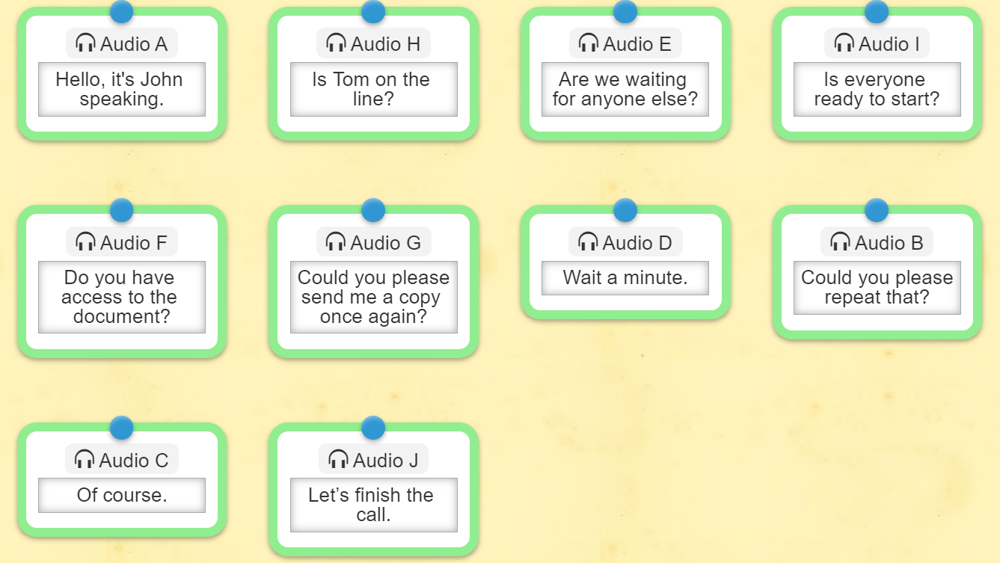 Audio A
Hello, it's John
speaking.
Audio H
Is Tom on the
line?
Audio E
Are we waiting
for anyone else?
Audio I
Is everyone
ready to start?
Audio F
Do you have
access to the
document?
Audio G
Could you please
send me a copy
once again?
Audio D
Wait a minute.
Audio B
Could you please
repeat that?
Audio C
Of course.
Audio J
Let’s finish the
call.